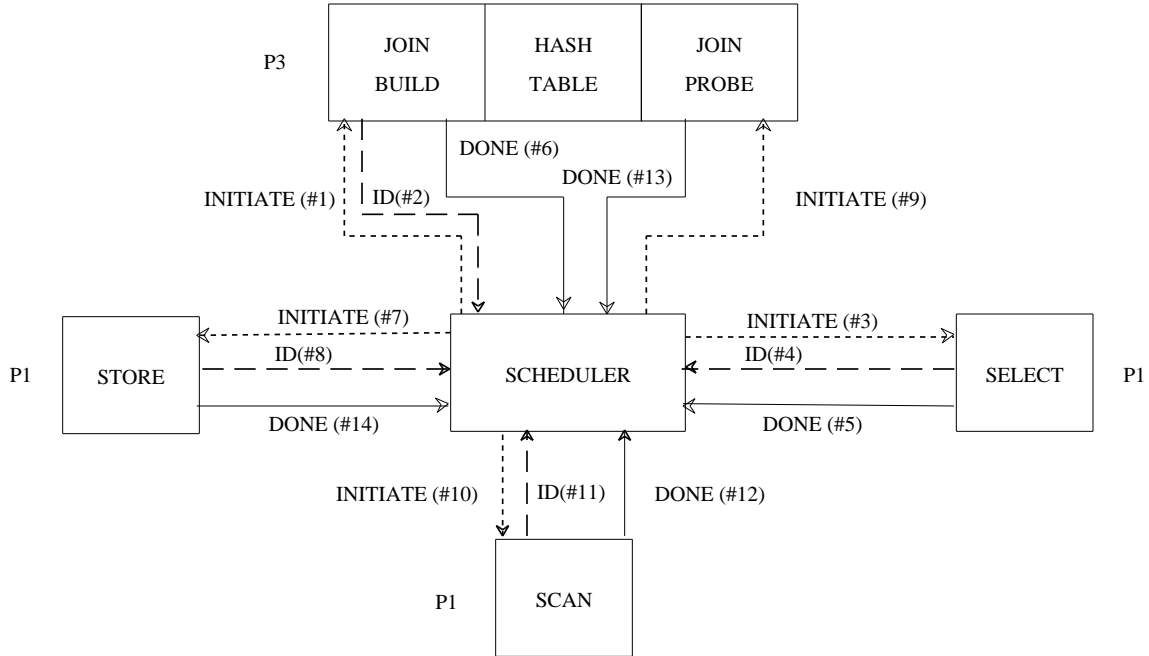 JOIN
BUILD
HASH
TABLE
JOIN
PROBE
P3
DONE (#6)
DONE (#13)
INITIATE (#1)
ID(#2)
INITIATE (#9)
INITIATE (#7)
INITIATE (#3)
ID(#8)
ID(#4)
P1
STORE
SCHEDULER
SELECT
P1
DONE (#14)
DONE (#5)
INITIATE (#10)
ID(#11)
DONE (#12)
P1
SCAN